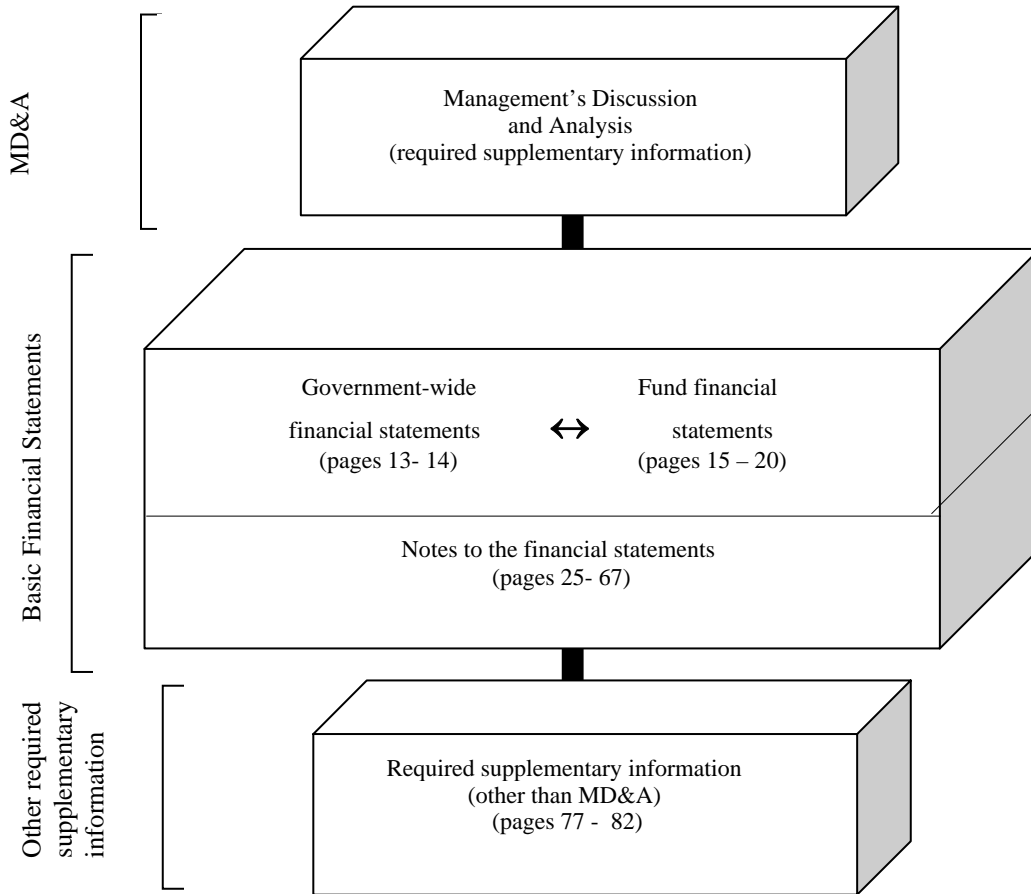 MD&A
Management’s Discussion
and Analysis
(required supplementary information)
Basic Financial Statements
Government-wide
financial statements
(pages 13- 14)
↔
Fund financial
statements
(pages 15 – 20)
Notes to the financial statements
(pages 25- 67)
Other required
supplementary
information
Required supplementary information
(other than MD&A)
(pages 77 - 82)